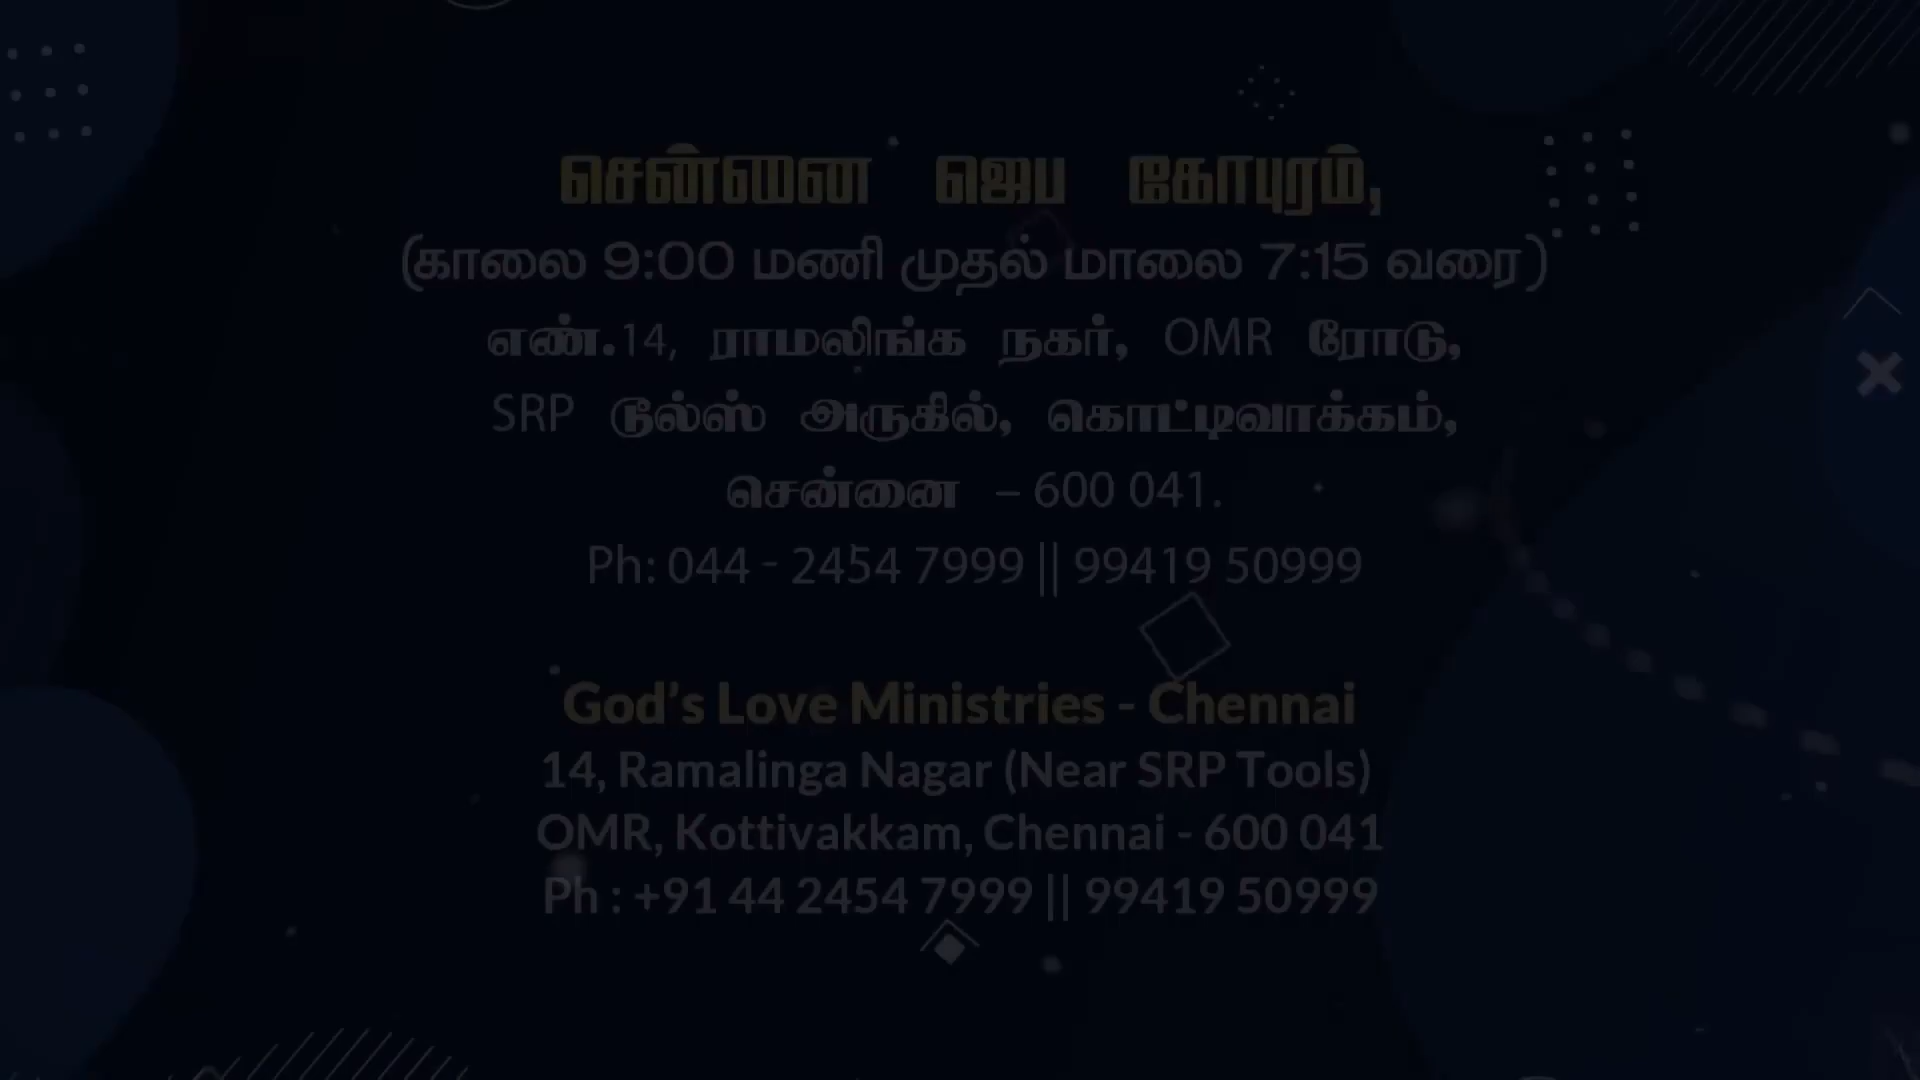 சென்னை ஜெப கோபுரம்,
(காலை 9:00 மணி முதல் மாலை 7:15 வரை)
எண்.14, ராமலிங்க நகர், OMR ரோடு,
SRP டூல்ஸ் அருகில், கொட்டிவாக்கம்,
சென்னை – 600 041.
Ph: 044 - 2454 7999 || 99419 50999
God’s Love Ministries - Chennai
14, Ramalinga Nagar (Near SRP Tools)
OMR, Kottivakkam, Chennai - 600 041
Ph : +91 44 2454 7999 || 99419 50999